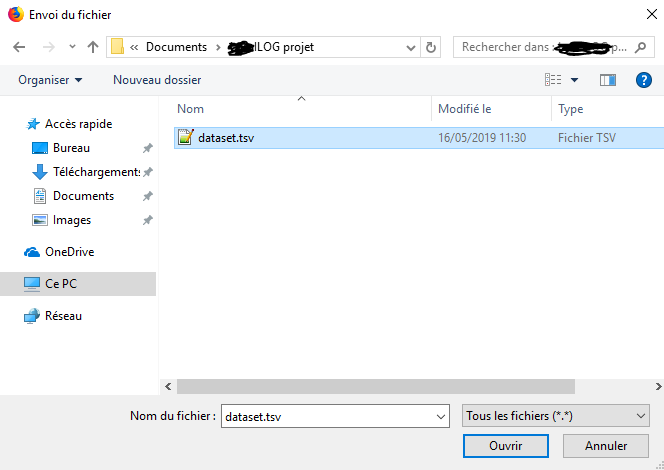 Envoi du fichier
« Documents › ILOG projet
Rechercher dans : p...
Organiser
Nouveau dossier
?
Nom
Modifié le
Type
Accès rapide
Bureau
Téléchargements
Documents
Images
OneDrive
Ce PC
Réseau
dataset.tsv
16/05/2019 11:30
Fichier TSV
Nom du fichier :
dataset.tsv
Tous les fichiers (*.*)
Ouvrir
Annuler